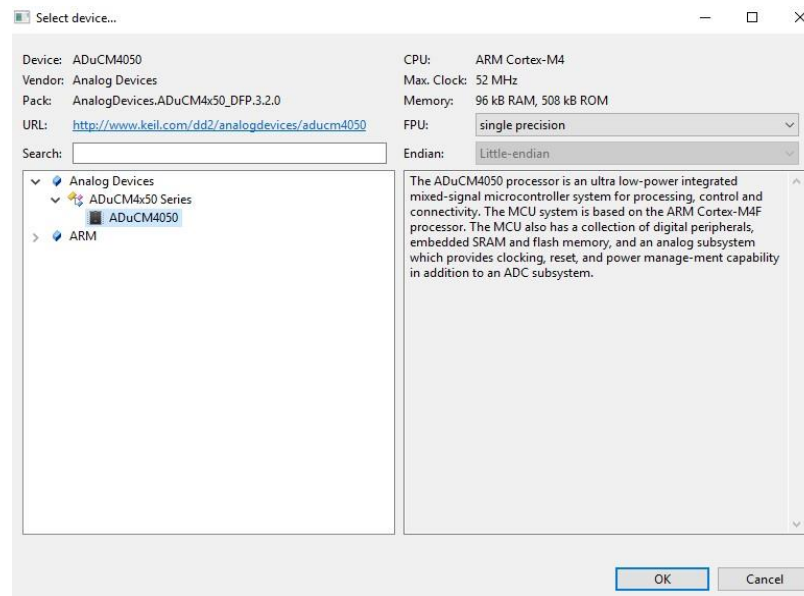 Select device...
Device: ADuCM4050
Vendor: Analog Devices
Pack: AnalogDevices.ADuCM4x50_DFP.3.2.0
URL: http://www.keil.com/dd2/analogdevices/aducm4050
Search:
CPU: ARM Cortex-M4
Max. Clock: 52 MHz
Memory: 96 kB RAM, 508 kB ROM
FPU: single precision
Endian: Little-endian
Analog Devices
ADuCM4x50 Series
ADuCM4050
ARM
The ADuCM4050 processor is an ultra low-power integrated
mixed-signal microcontroller system for processing, control and
connectivity. The MCU system is based on the ARM Cortex-M4F
processor. The MCU also has a collection of digital peripherals,
embedded SRAM and flash memory, and an analog subsystem
which provides clocking, reset, and power manage-ment capability
in addition to an ADC subsystem.
OK
Cancel